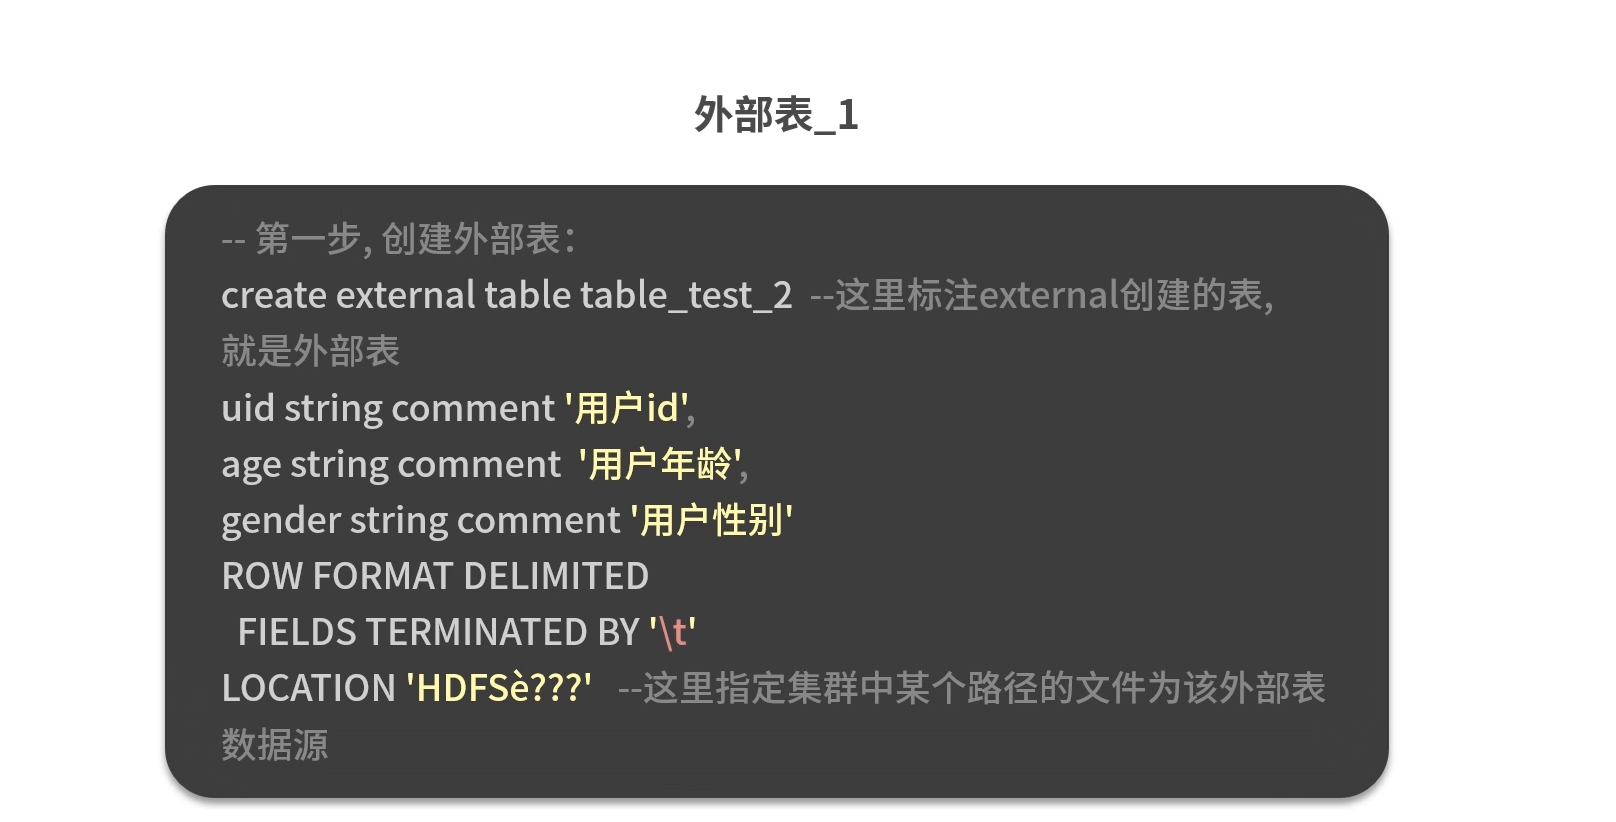 外部表_1
-- 第一步, 创建外部表：
create external table table_test_2  --这里标注external创建的表,
就是外部表
uid string comment '用户id',
age string comment  '用户年龄',
gender string comment '用户性别'
ROW FORMAT DELIMITED
  FIELDS TERMINATED BY '\t'
LOCATION 'HDFSè???'  --这里指定集群中某个路径的文件为该外部表
数据源